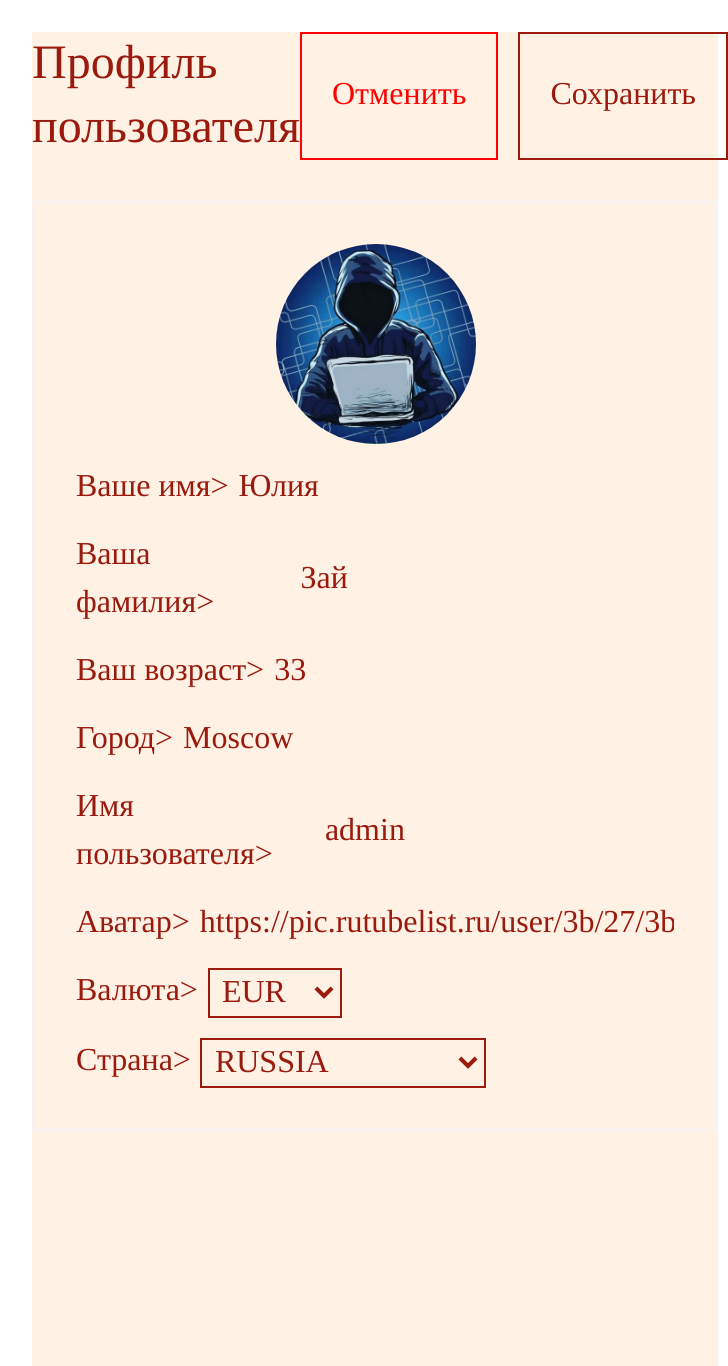 Профиль
пользователя
Отменить
Сохранить
Ваше имя> Юлия
Ваша
фамилия>
Зай
Ваш возраст> 33
Город> Moscow
Имя
пользователя>
admin
Аватар> https://pic.rutubelist.ru/user/3b/27/3b
Валюта> EUR
Страна> RUSSIA